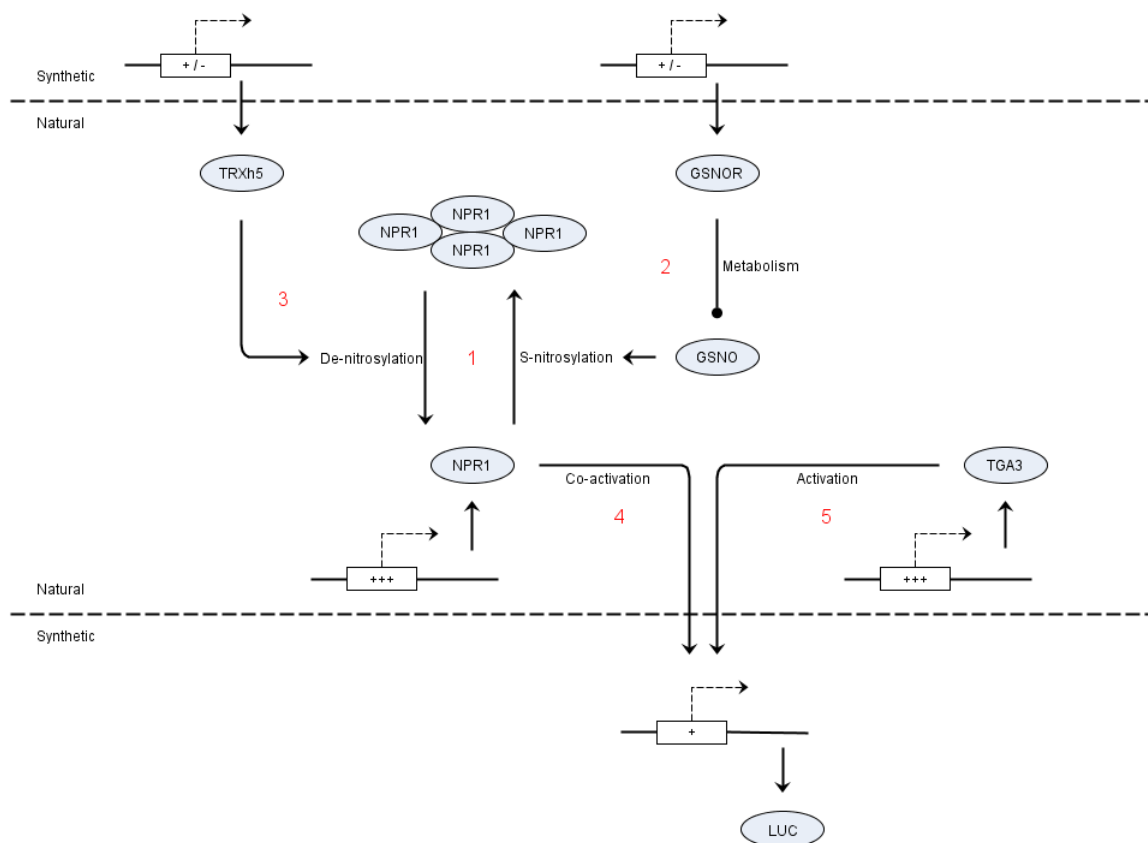 + / -
+ / -
Synthetic
Natural
TRXh5
GSNOR
NPR1
NPR1
NPR1
NPR1
2
Metabolism
3
De-nitrosylation
1
S-nitrosylation
GSNO
NPR1
Co-activation
Activation
TGA3
4
5
+++
+++
Natural
Synthetic
+
LUC